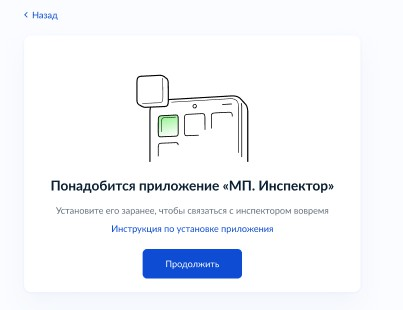 Назад
Понадобится приложение «МП. Инспектор»
Установите его заранее, чтобы связаться с инспектором вовремя
Инструкция по установке приложения
Продолжить